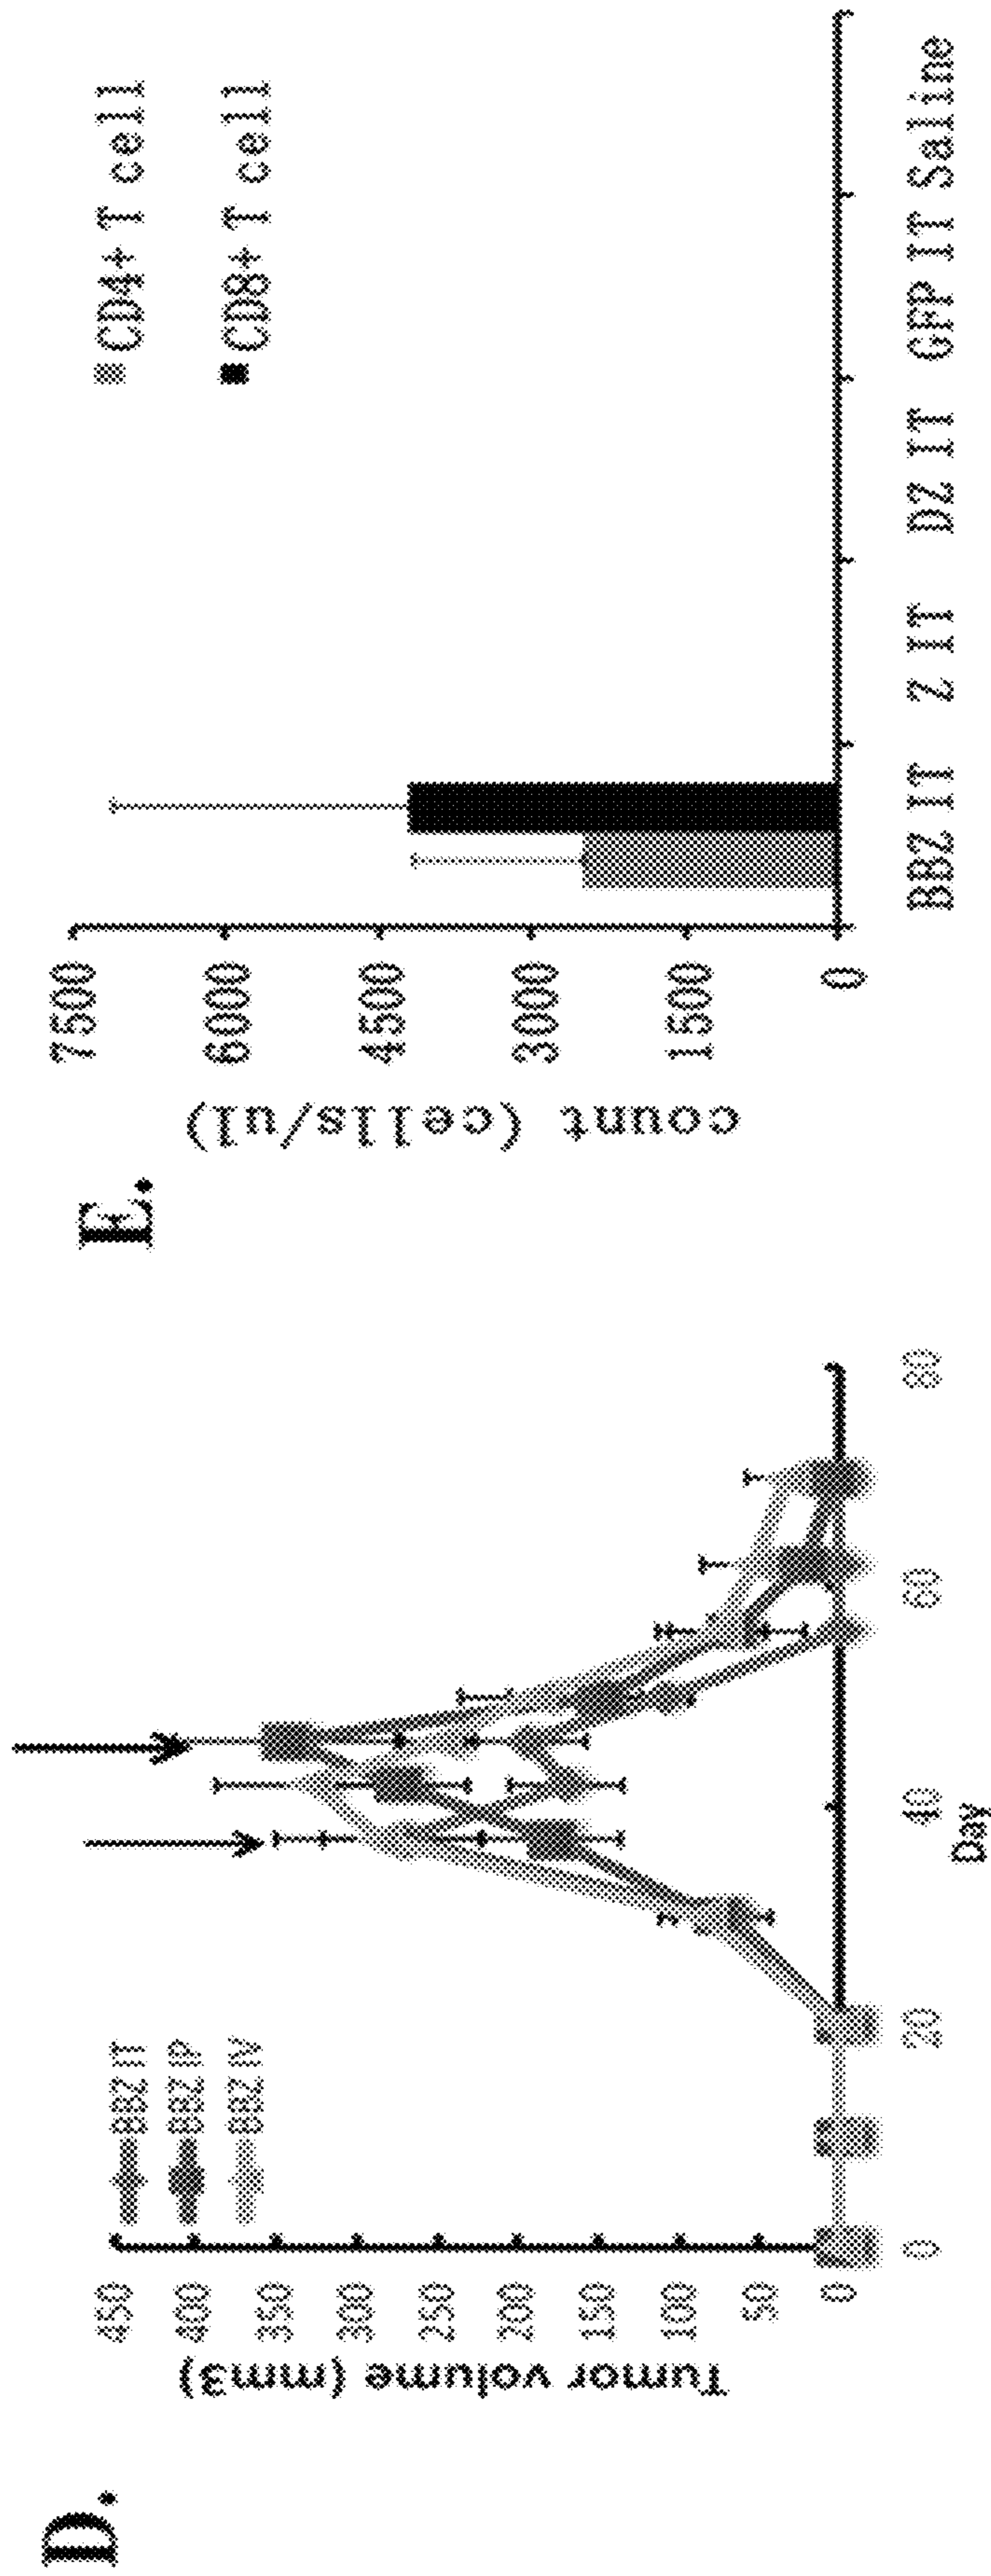 D.
Tumor volume (mm3)
450
400
350
300
250
200
150
100
50
0
BBZ IT
BBZ IP
BBZ IV
0
20
40
60
80
Day
E.
count (cells/ul)
7500
6000
4500
3000
1500
0
CD4+ T cell
CD8+ T cell
BBZ IT
Z IT
DZ IT
GFP IT
Saline